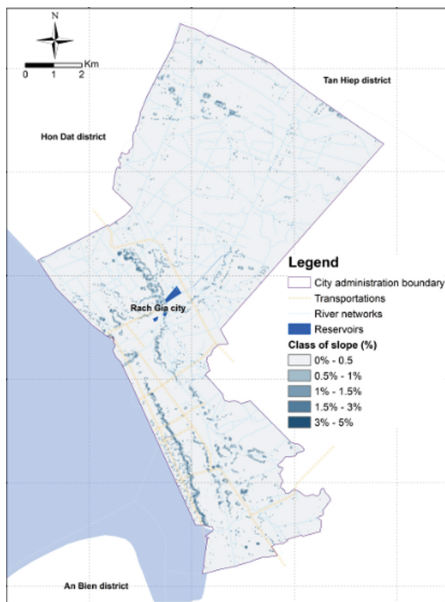 N
0 1 2
Km
Tan Hiep district
Hon Dat district
Rach Gia city
Legend
City administration boundary
Transportations
River networks
Reservoirs
Class of slope (%)
0% - 0.5
0.5% - 1%
1% - 1.5%
1.5% - 3%
3% - 5%
An Bien district